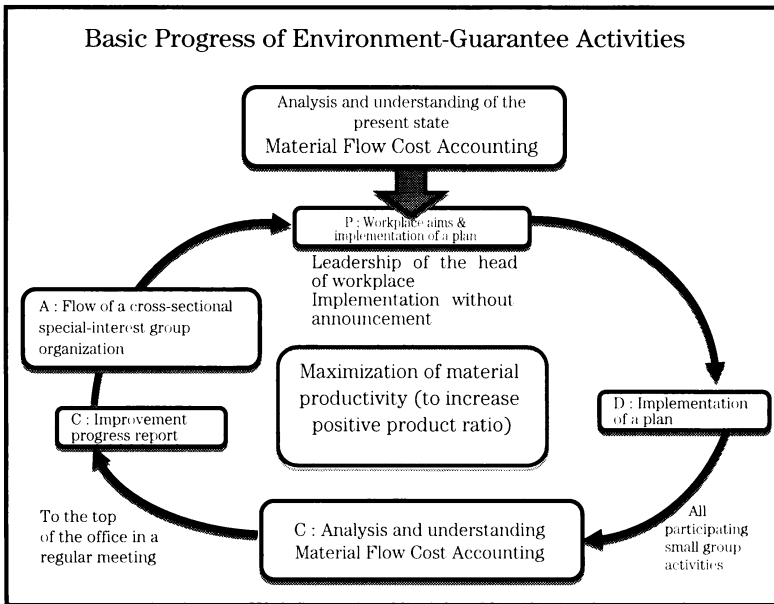 Basic Progress of Environment-Guarantee Activities
Analysis and understanding of the
present state
Material Flow Cost Accounting
P : Workplace aims &
implementation of a plan
Leadership of the head
of workplace
Implementation without
announcement
A : Flow of a cross-sectional
special-interest group
organization
Maximization of material
productivity (to increase
positive product ratio)
D : Implementation
of a plan
C : Improvement
progress report
To the top
of the office in a
regular meeting
C : Analysis and understanding
Material Flow Cost Accounting
All
participating
small group
activities